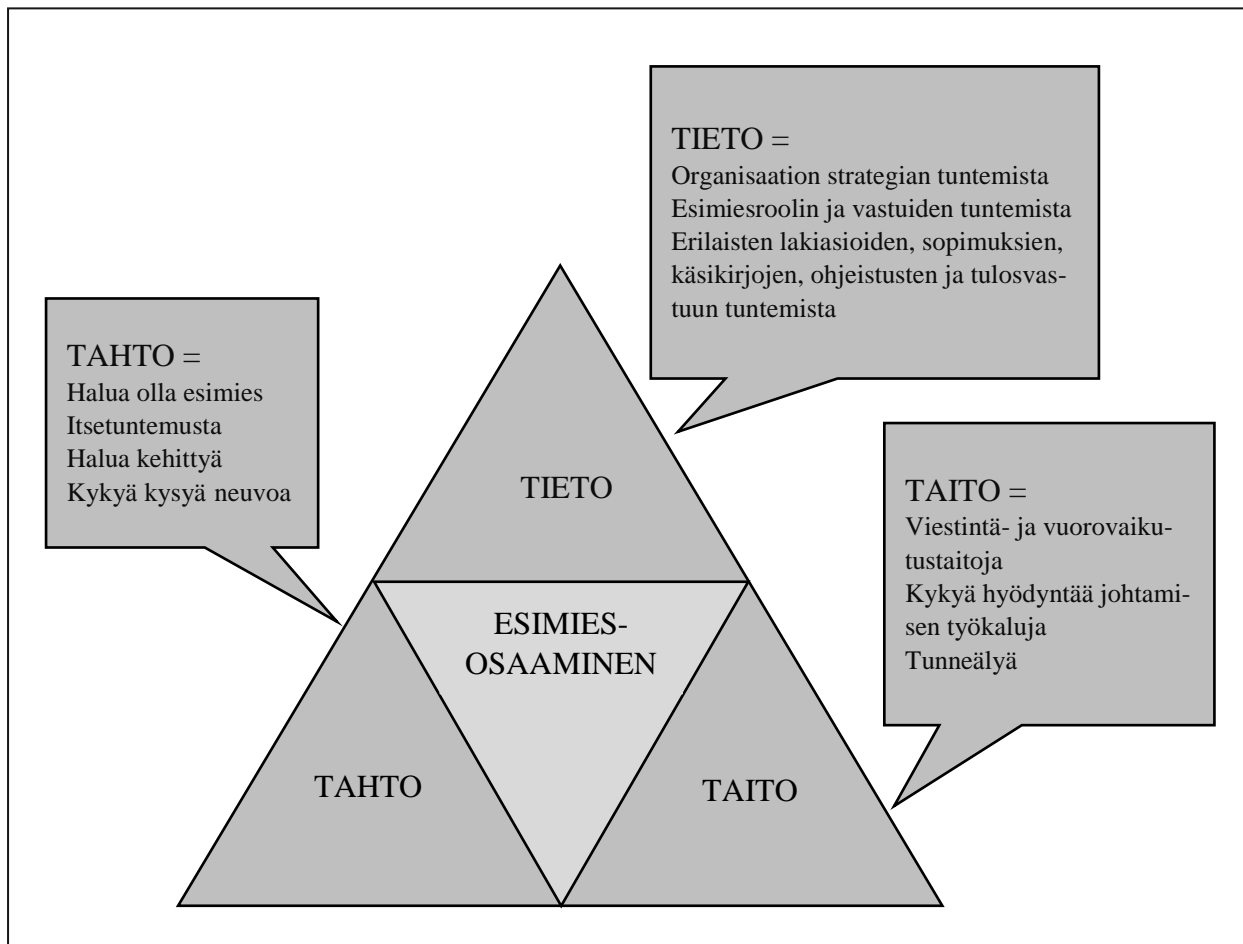 TIETO =
Organisaation strategian tuntemista
Esimiesroolin ja vastuiden tuntemista
Erilaisten lakiasioiden, sopimuksien,
käsikirjojen, ohjeistusten ja tulosvas-
tuun tuntemista
TAHTO =
Halua olla esimies
Itsetuntemusta
Halua kehittyä
Kykyä kysyä neuvoa
TIETO
TAITO =
Viestintä- ja vuorovaiku-
tustaitoja
Kykyä hyödyntää johtami-
sen työkaluja
Tunneälyä
ESIMIES-
OSAAMINEN
TAHTO
TAITO